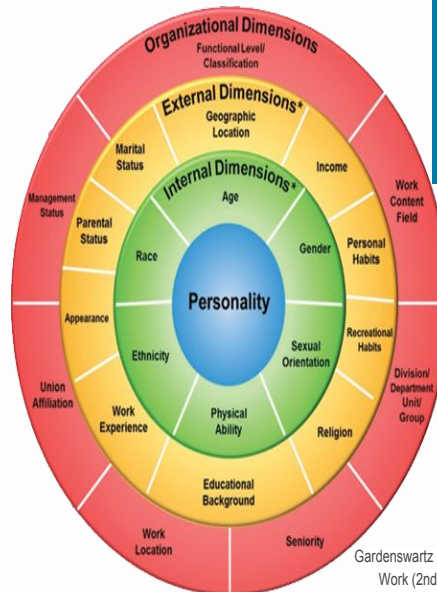 Organizational Dimensions
Functional Level/
Classification
External Dimensions*
Geographic
Location
Marital
Status
Income
Internal Dimensions*
Age
Management
Status
Work
Content
Field
Parental
Status
Personal
Habits
Race
Gender
Personality
Appearance
Recreational
Habits
Ethnicity
Sexual
Orientation
Union
Affiliation
Division/
Department
Unit/
Group
Work
Experience
Physical
Ability
Religion
Educational
Background
Work
Location
Seniority
Gardenswartz
Work (2nd